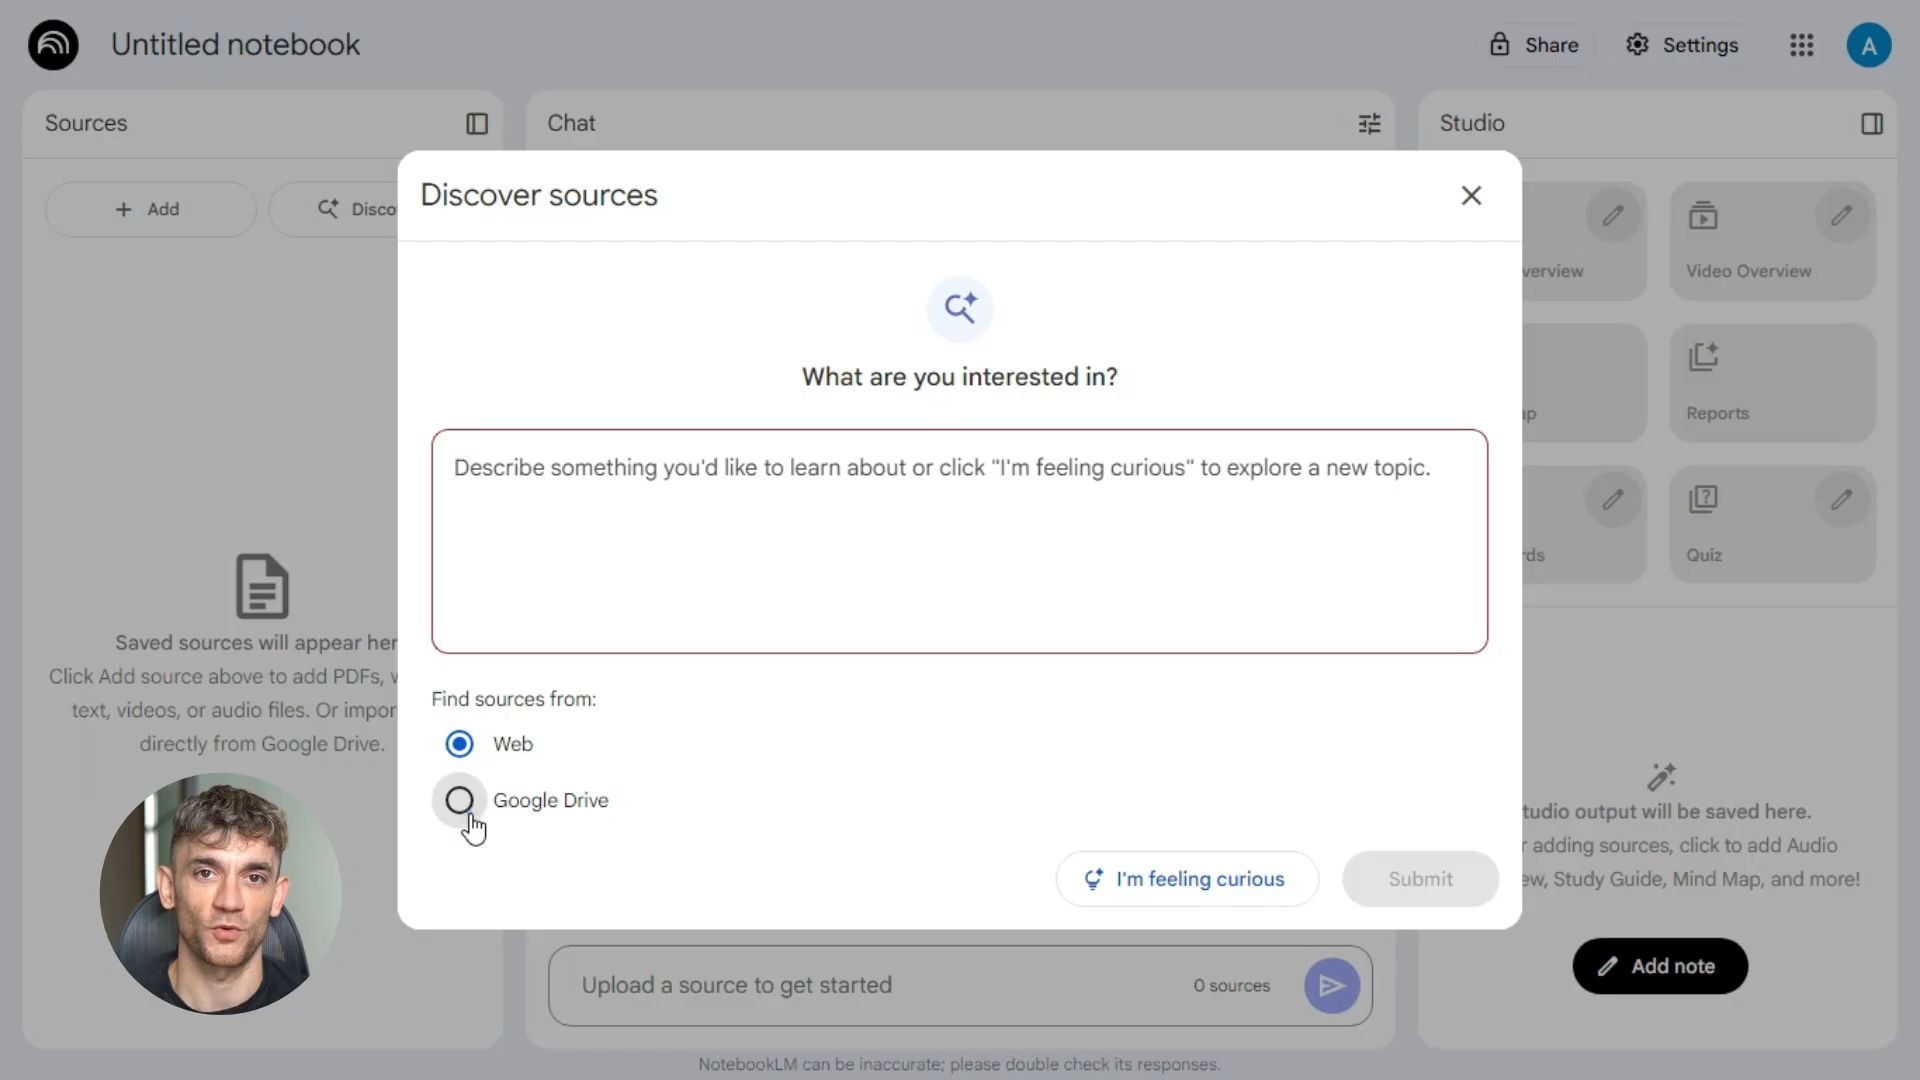 Untitled notebook
Share
Settings
A
Sources
Chat
Studio
Add
Disco
Discover sources
What are you interested in?
Describe something you'd like to learn about or click "I'm feeling curious" to explore a new topic.
Find sources from:
Web
Google Drive
I'm feeling curious
Submit
Saved sources will appear her
Click Add source above to add PDFs, w
text, videos, or audio files. Or impor
directly from Google Drive.
verview
Video Overview
ap
Reports
rds
Quiz
tudio output will be saved here.
r adding sources, click to add Audio
ew, Study Guide, Mind Map, and more!
Add note
Upload a source to get started
0 sources
NotebookLM can be inaccurate; please double check its responses.